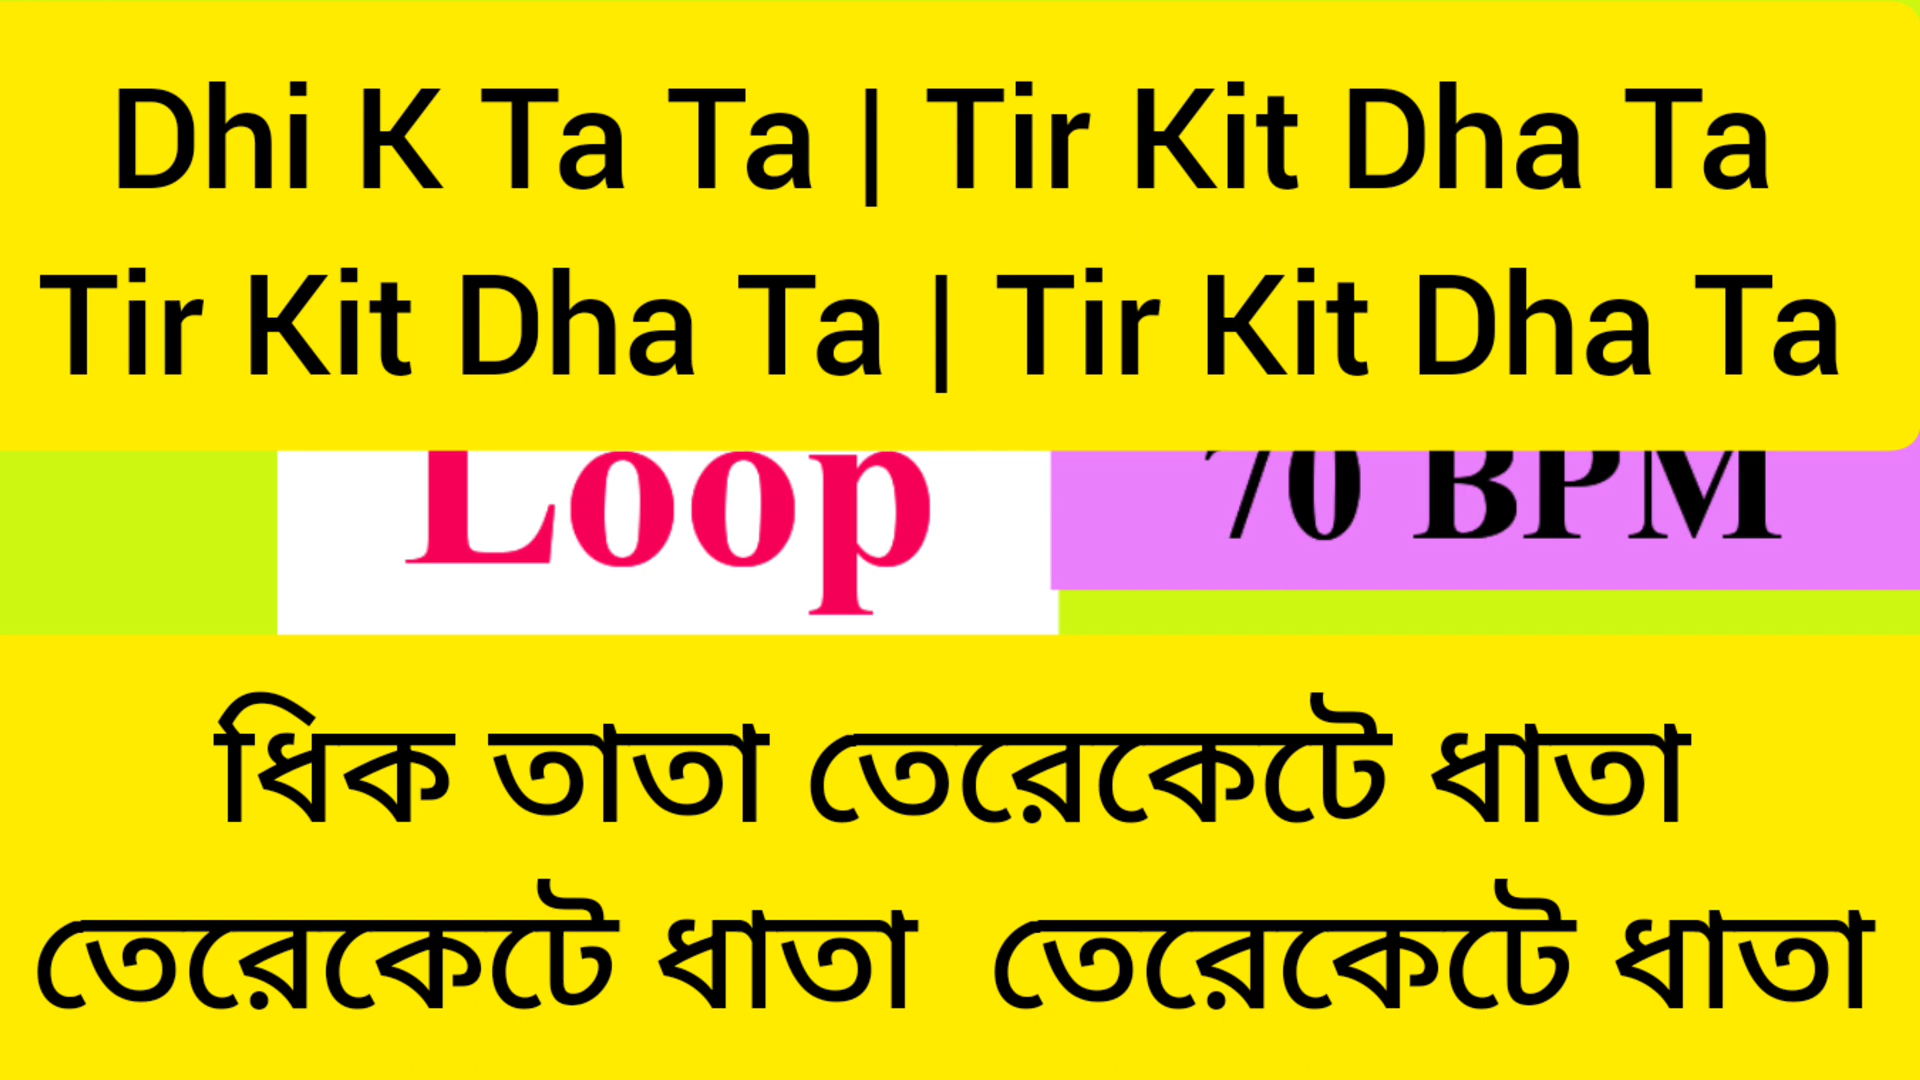 Dhi K Ta Ta | Tir Kit Dha Ta
Tir Kit Dha Ta | Tir Kit Dha Ta
Loop 70 BPM
ধিক তাতা তেরেকেটে ধাতা
তেরেকেটে ধাতা তেরেকেটে ধাতা